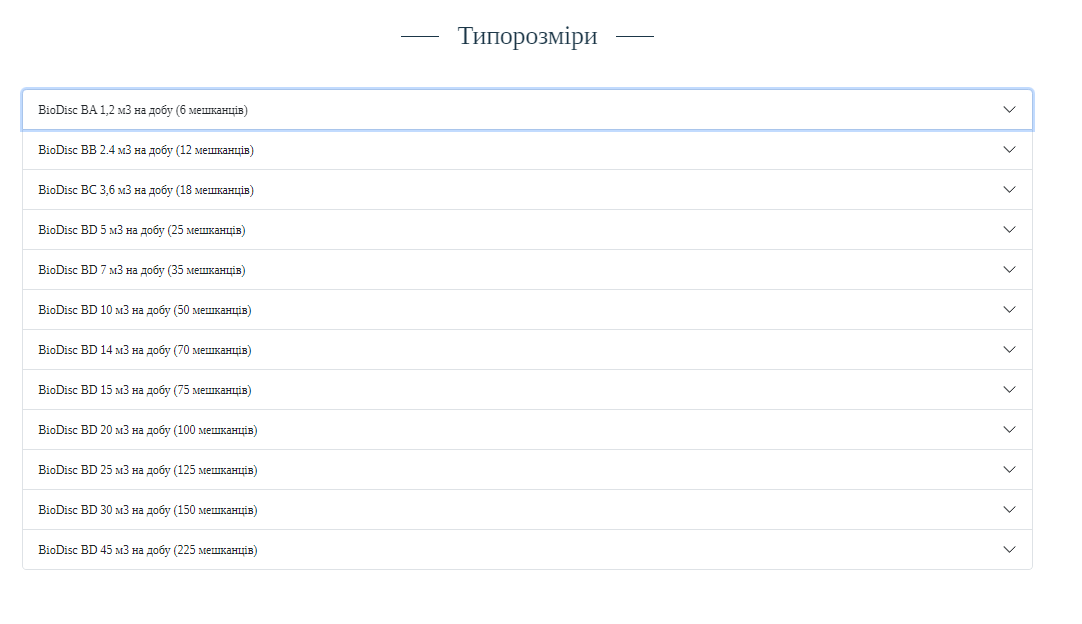 Типорозміри
BioDisc BA 1,2 м3 на добу (6 мешканців)
BioDisc BB 2.4 м3 на добу (12 мешканців)
BioDisc BC 3,6 м3 на добу (18 мешканців)
BioDisc BD 5 м3 на добу (25 мешканців)
BioDisc BD 7 м3 на добу (35 мешканців)
BioDisc BD 10 м3 на добу (50 мешканців)
BioDisc BD 14 м3 на добу (70 мешканців)
BioDisc BD 15 м3 на добу (75 мешканців)
BioDisc BD 20 м3 на добу (100 мешканців)
BioDisc BD 25 м3 на добу (125 мешканців)
BioDisc BD 30 м3 на добу (150 мешканців)
BioDisc BD 45 м3 на добу (225 мешканців)